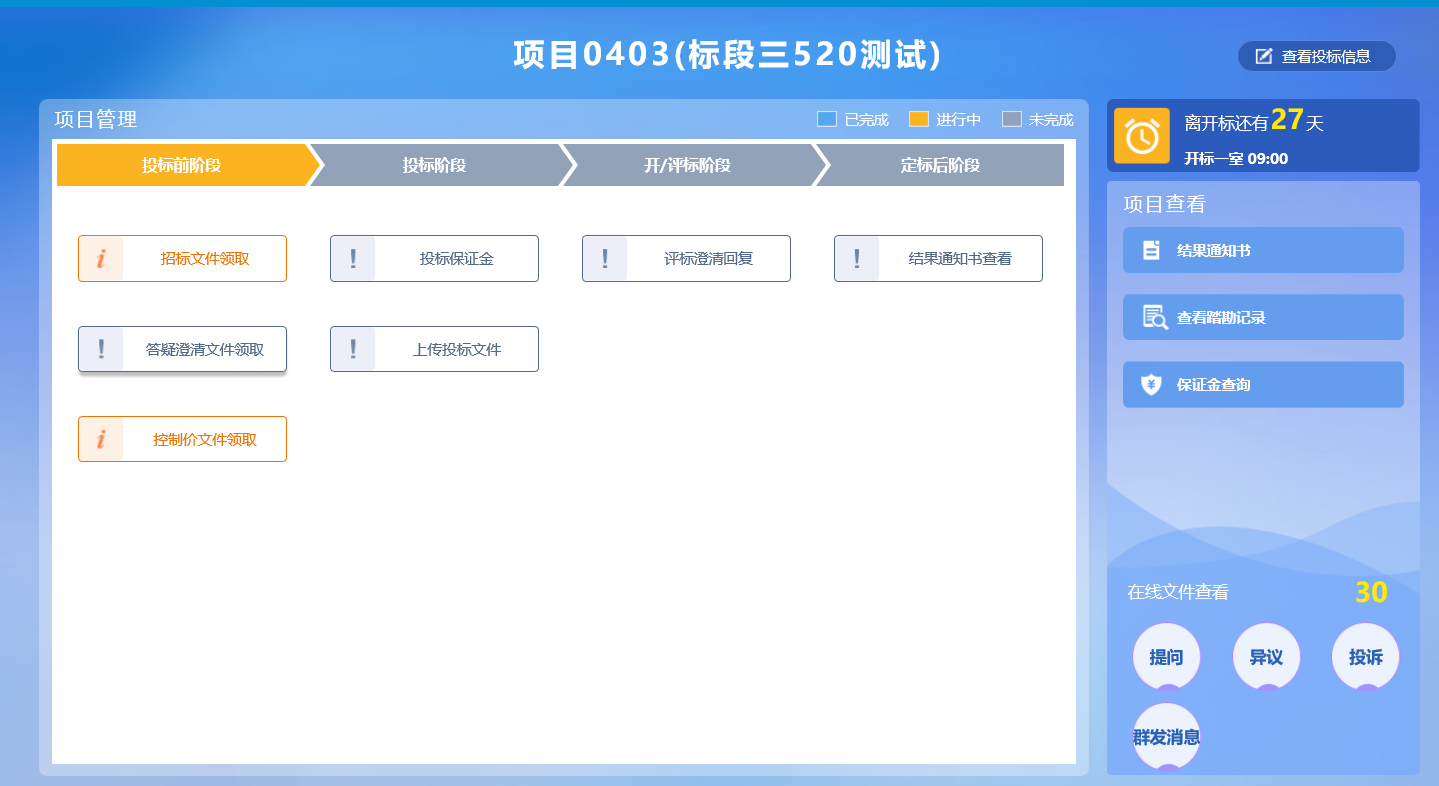 项目0403(标段三520测试)
查看投标信息
项目管理
已完成
进行中
未完成
投标前阶段
投标阶段
开/评标阶段
定标后阶段
招标文件领取
投标保证金
评标澄清回复
结果通知书查看
答疑澄清文件领取
上传投标文件
控制价文件领取
离开标还有27天
开标一室 09:00
项目查看
结果通知书
查看踏勘记录
保证金查询
在线文件查看
30
提问
异议
投诉
群发消息